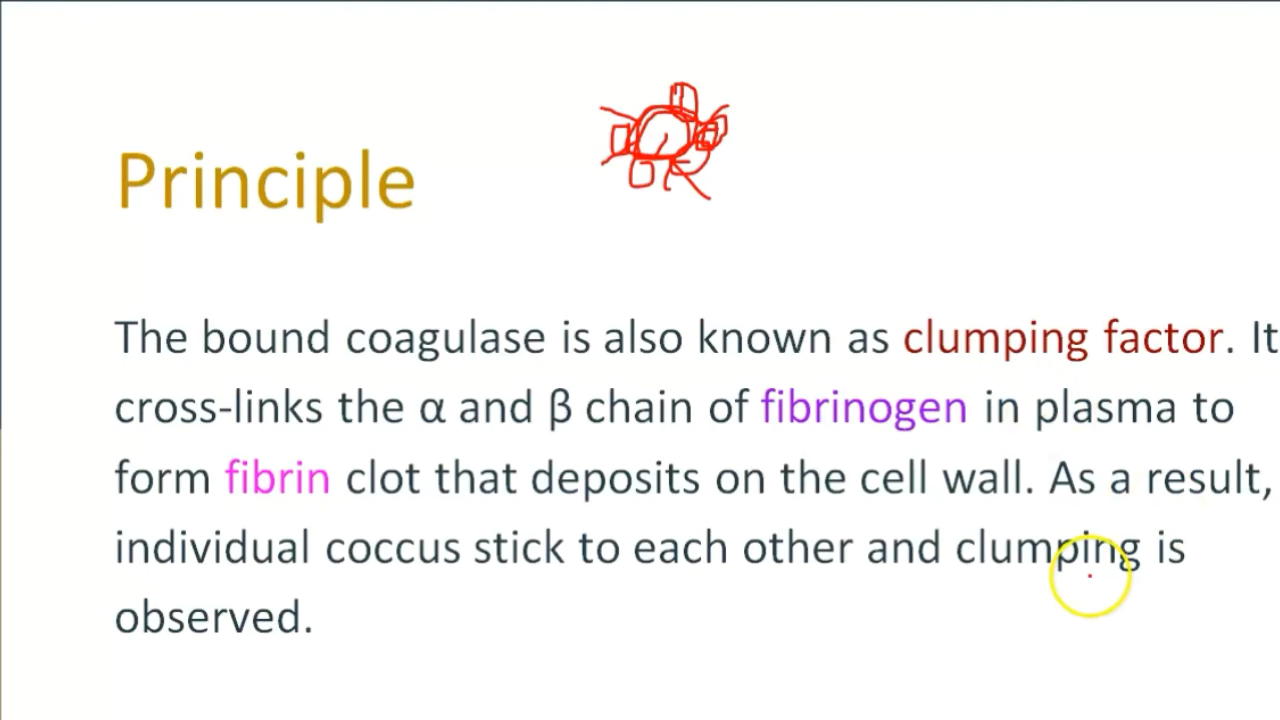 Principle
The bound coagulase is also known as clumping factor. It
cross-links the α and β chain of fibrinogen in plasma to
form fibrin clot that deposits on the cell wall. As a result,
individual coccus stick to each other and clumping is
observed.